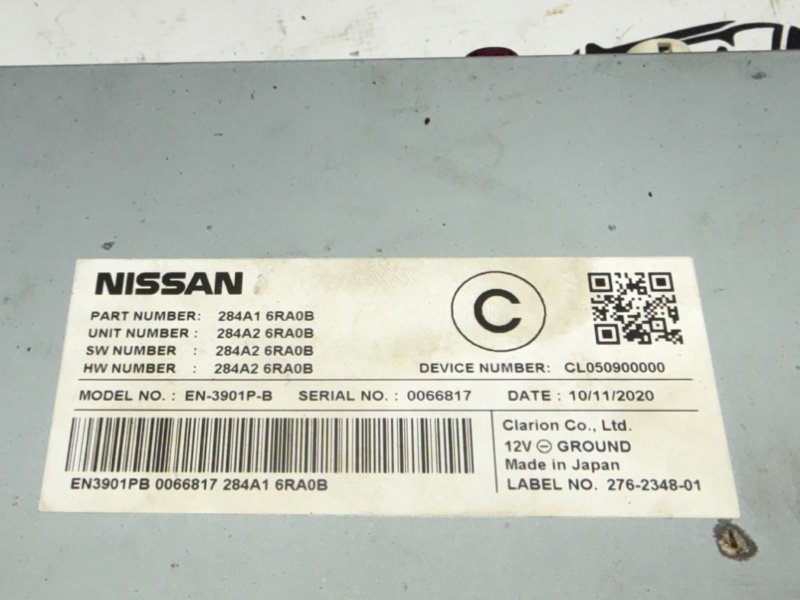 NISSAN
C
PART NUMBER: 284A1 6RA0B
UNIT NUMBER : 284A2 6RA0B
SW NUMBER : 284A2 6RA0B
HW NUMBER : 284A2 6RA0B
DEVICE NUMBER: CL050900000
MODEL NO. : EN-3901P-B SERIAL NO. : 0066817 DATE : 10/11/2020
EN3901PB 0066817 284A1 6RA0B
Clarion Co., Ltd.
12V ⊖ GROUND
Made in Japan
LABEL NO. 276-2348-01